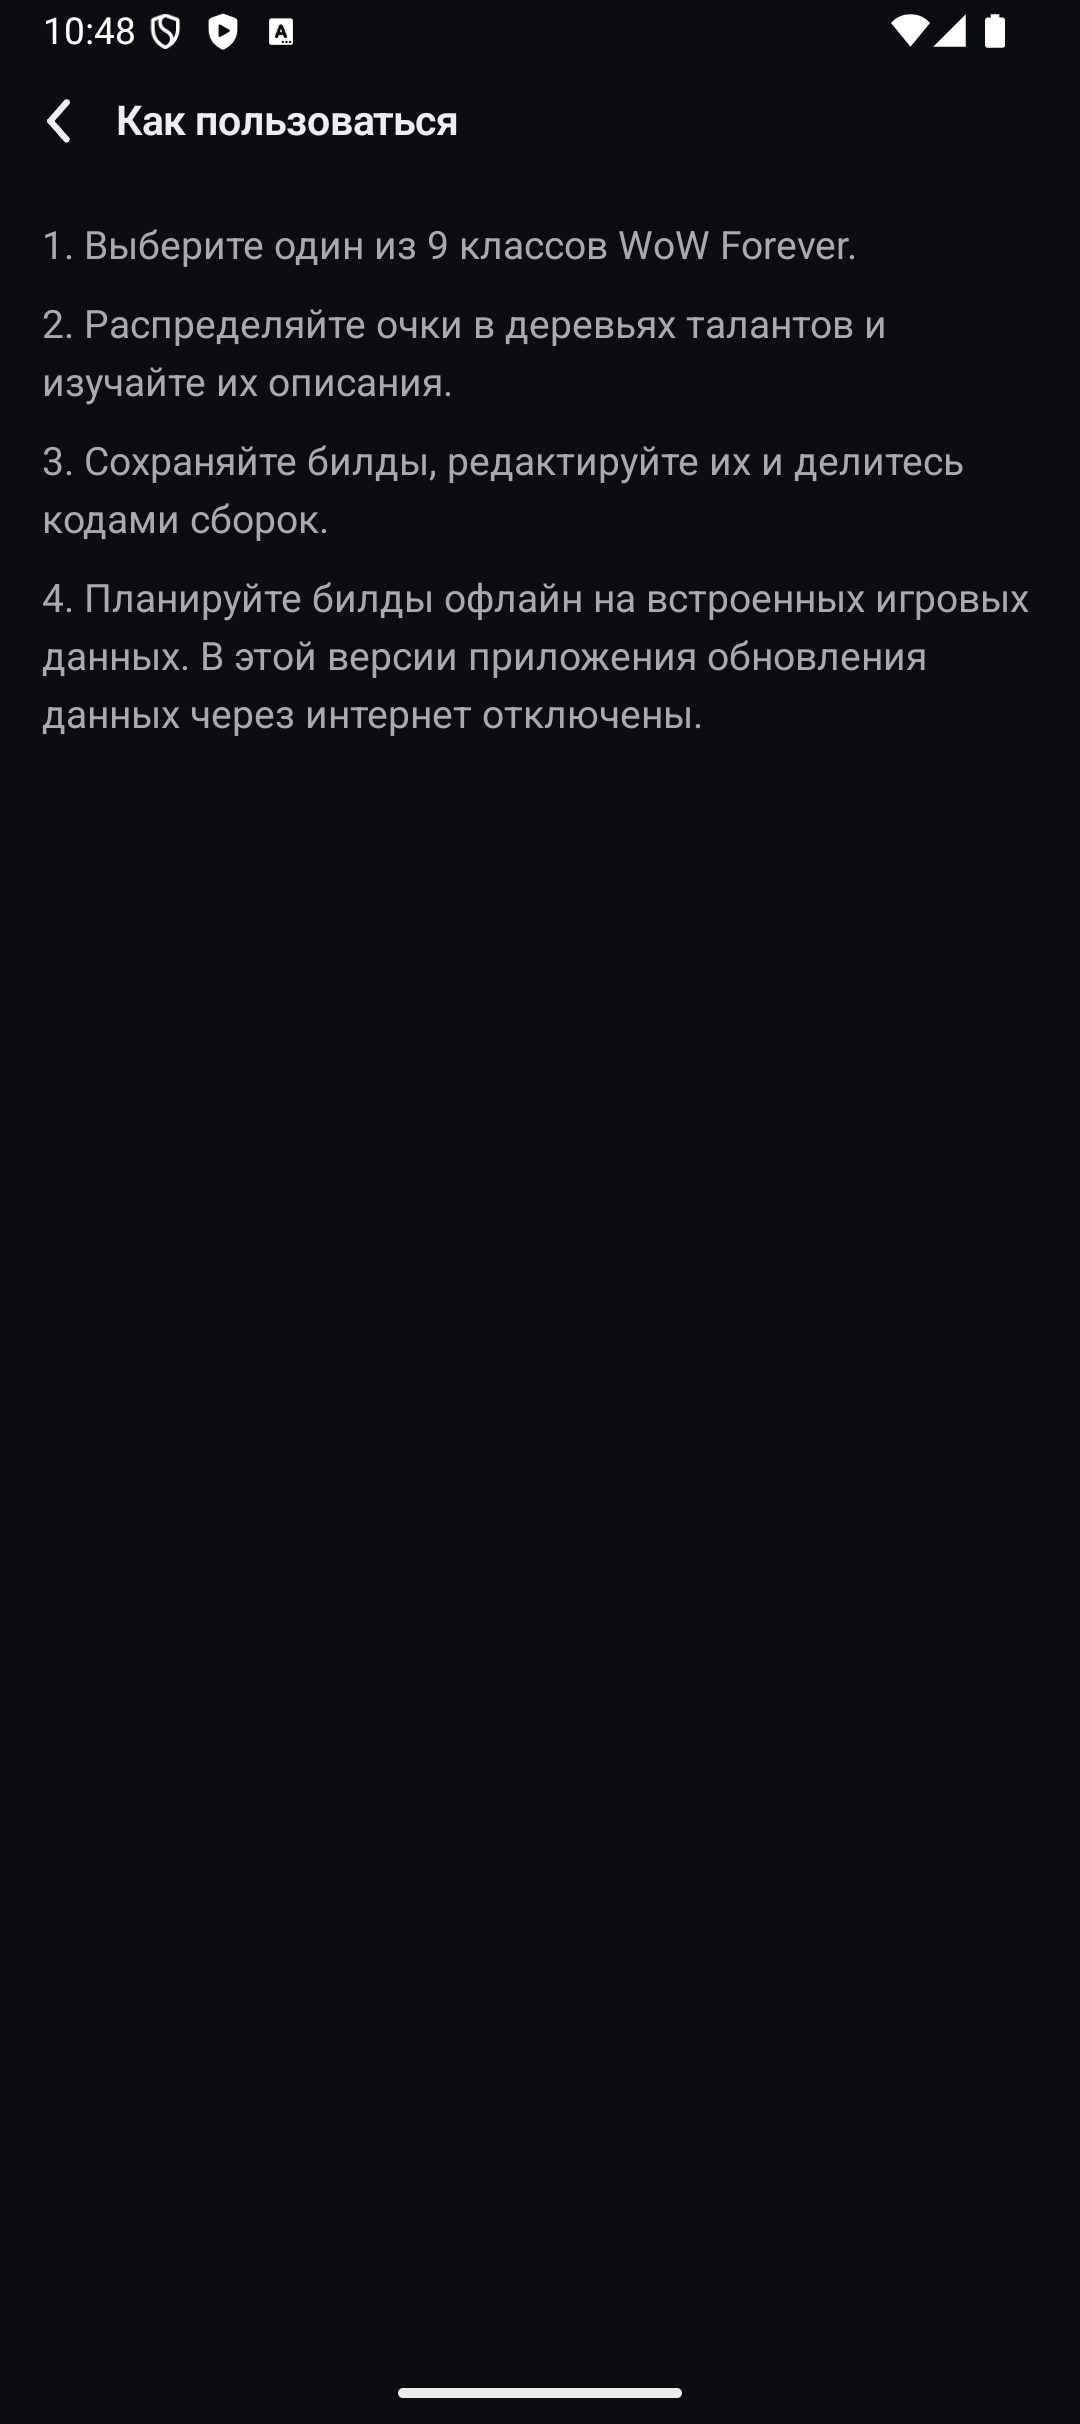 10:48
Как пользоваться
1. Выберите один из 9 классов WoW Forever.
2. Распределяйте очки в деревьях талантов и
изучайте их описания.
3. Сохраняйте билды, редактируйте их и делитесь
кодами сборок.
4. Планируйте билды офлайн на встроенных игровых
данных. В этой версии приложения обновления
данных через интернет отключены.